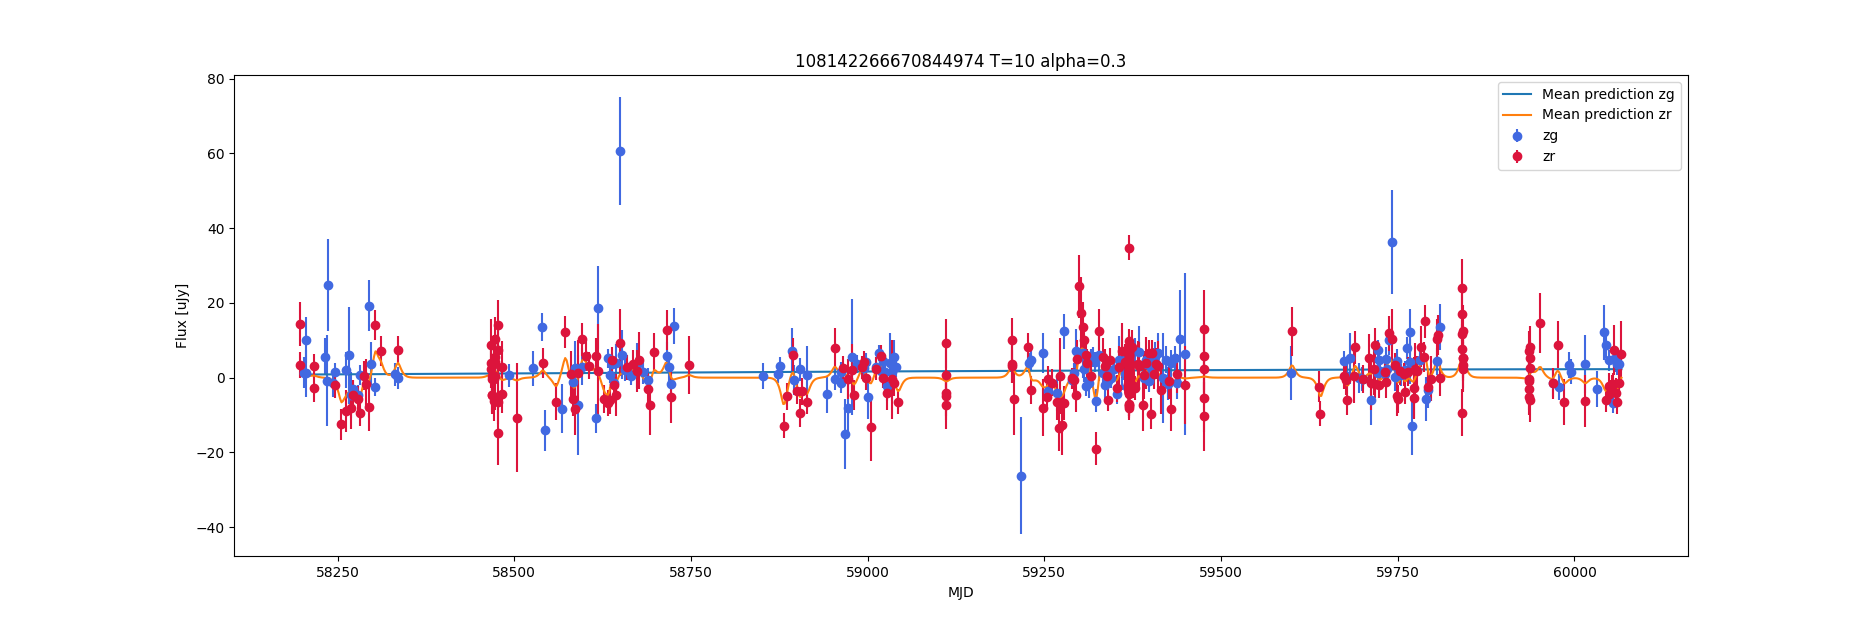 108142266670844974 T=10 alpha=0.3
80
60
40
20
0
−20
−40
Flux [uJy]
58250 58500 58750 59000 59250 59500 59750 60000
MJD
Mean prediction zg
Mean prediction zr
zg
zr